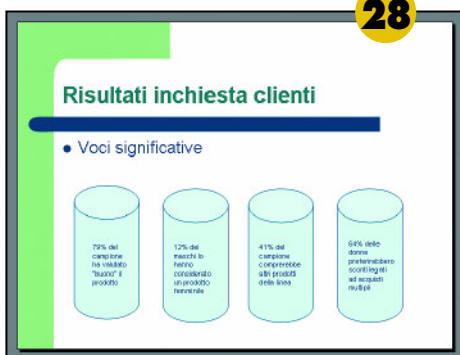 28
Risultati inchiesta clienti
Voci significative
79% del
campione
ha valutato
"buono" il
prodotto
12% dei
maschi lo
hanno
considerato
un prodotto
femminile
41% del
campione
comprerebbe
altri prodotti
della linea
64% delle
donne
preferirebbero
sconti legati
ad acquisti
multipli